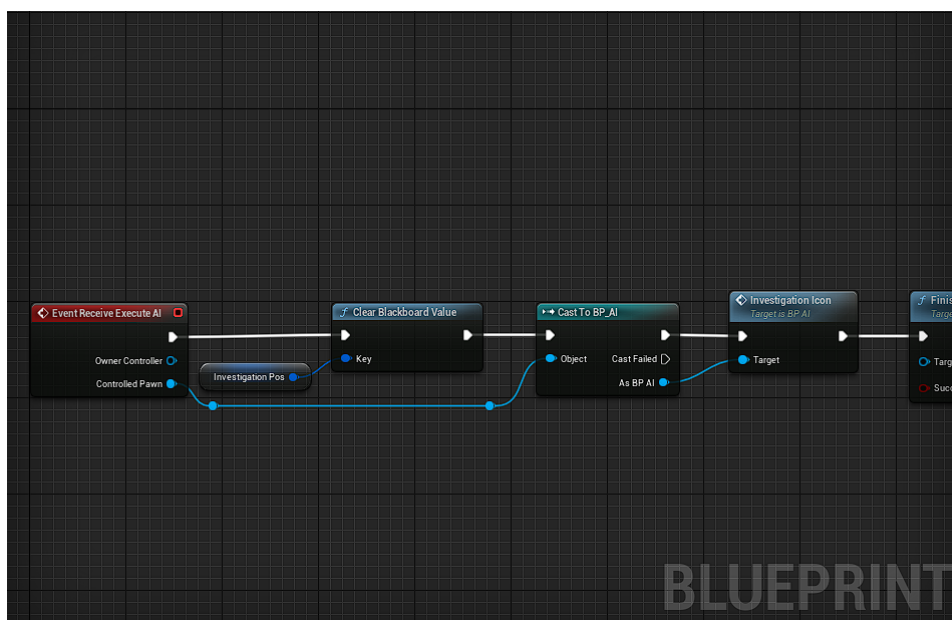 Event Receive Execute AI
Owner Controller
Controlled Pawn
Investigation Pos
Clear Blackboard Value
Key
Cast To BP_AI
Object
Cast Failed
As BP AI
Investigation Icon
Target is BP AI
Target
BLUEPRINT